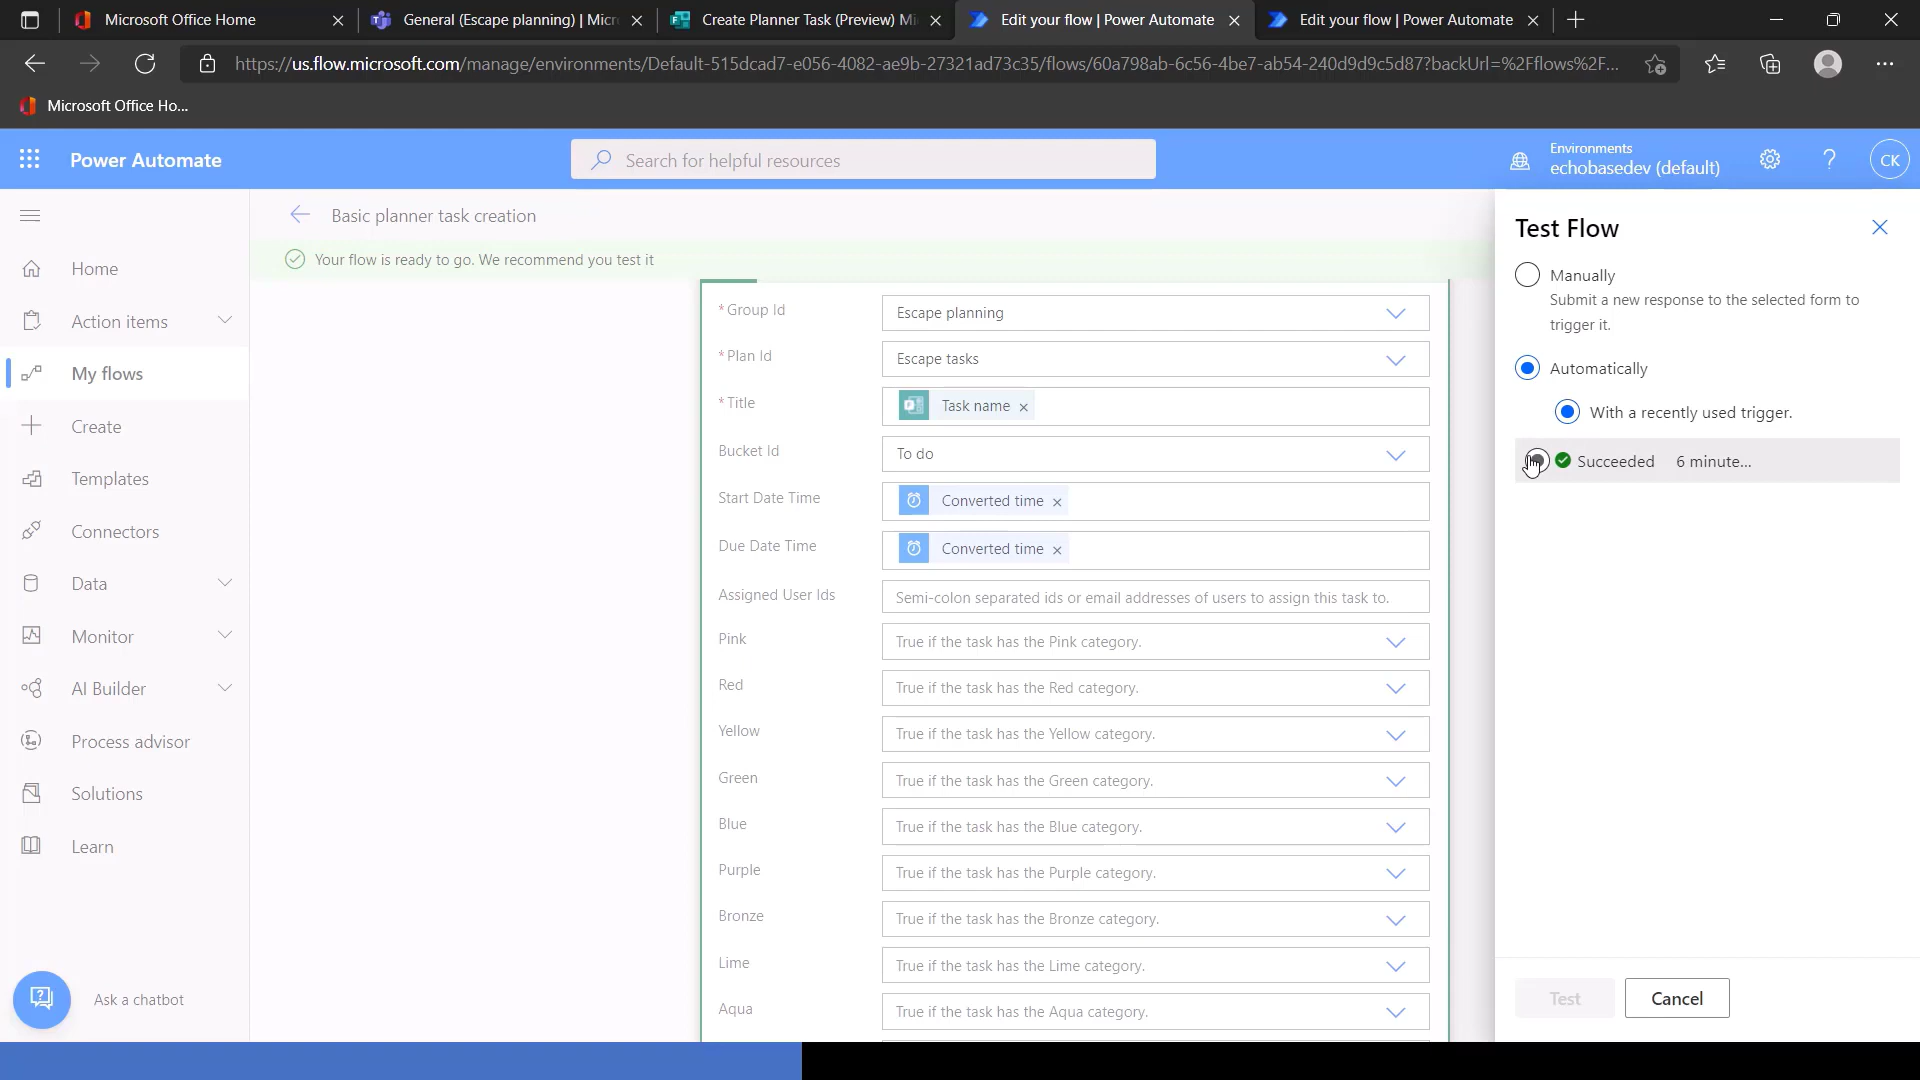 Microsoft Office Home
General (Escape planning) | Micr
Create Planner Task (Preview) Mi
Edit your flow | Power Automate
Edit your flow | Power Automate
https://us.flow.microsoft.com/manage/environments/Default-515dcad7-e056-4082-ae9b-27321ad73c35/flows/60a798ab-6c56-4be7-ab54-240d9d9c5d87?backUrl=%2Fflows%2F...
Microsoft Office Ho...
Power Automate
Search for helpful resources
Environments
echobasedev (default)
?
CK
Basic planner task creation
Your flow is ready to go. We recommend you test it
Home
Action items
My flows
Create
Templates
Connectors
Data
Monitor
AI Builder
Process advisor
Solutions
Learn
Ask a chatbot
* Group Id
Escape planning
* Plan Id
Escape tasks
* Title
Task name
Bucket Id
To do
Start Date Time
Converted time
Due Date Time
Converted time
Assigned User Ids
Semi-colon separated ids or email addresses of users to assign this task to.
Pink
True if the task has the Pink category.
Red
True if the task has the Red category.
Yellow
True if the task has the Yellow category.
Green
True if the task has the Green category.
Blue
True if the task has the Blue category.
Purple
True if the task has the Purple category.
Bronze
True if the task has the Bronze category.
Lime
True if the task has the Lime category.
Aqua
True if the task has the Aqua category.
Test Flow
Manually
Submit a new response to the selected form to
trigger it.
Automatically
With a recently used trigger.
Succeeded 6 minute...
Test
Cancel